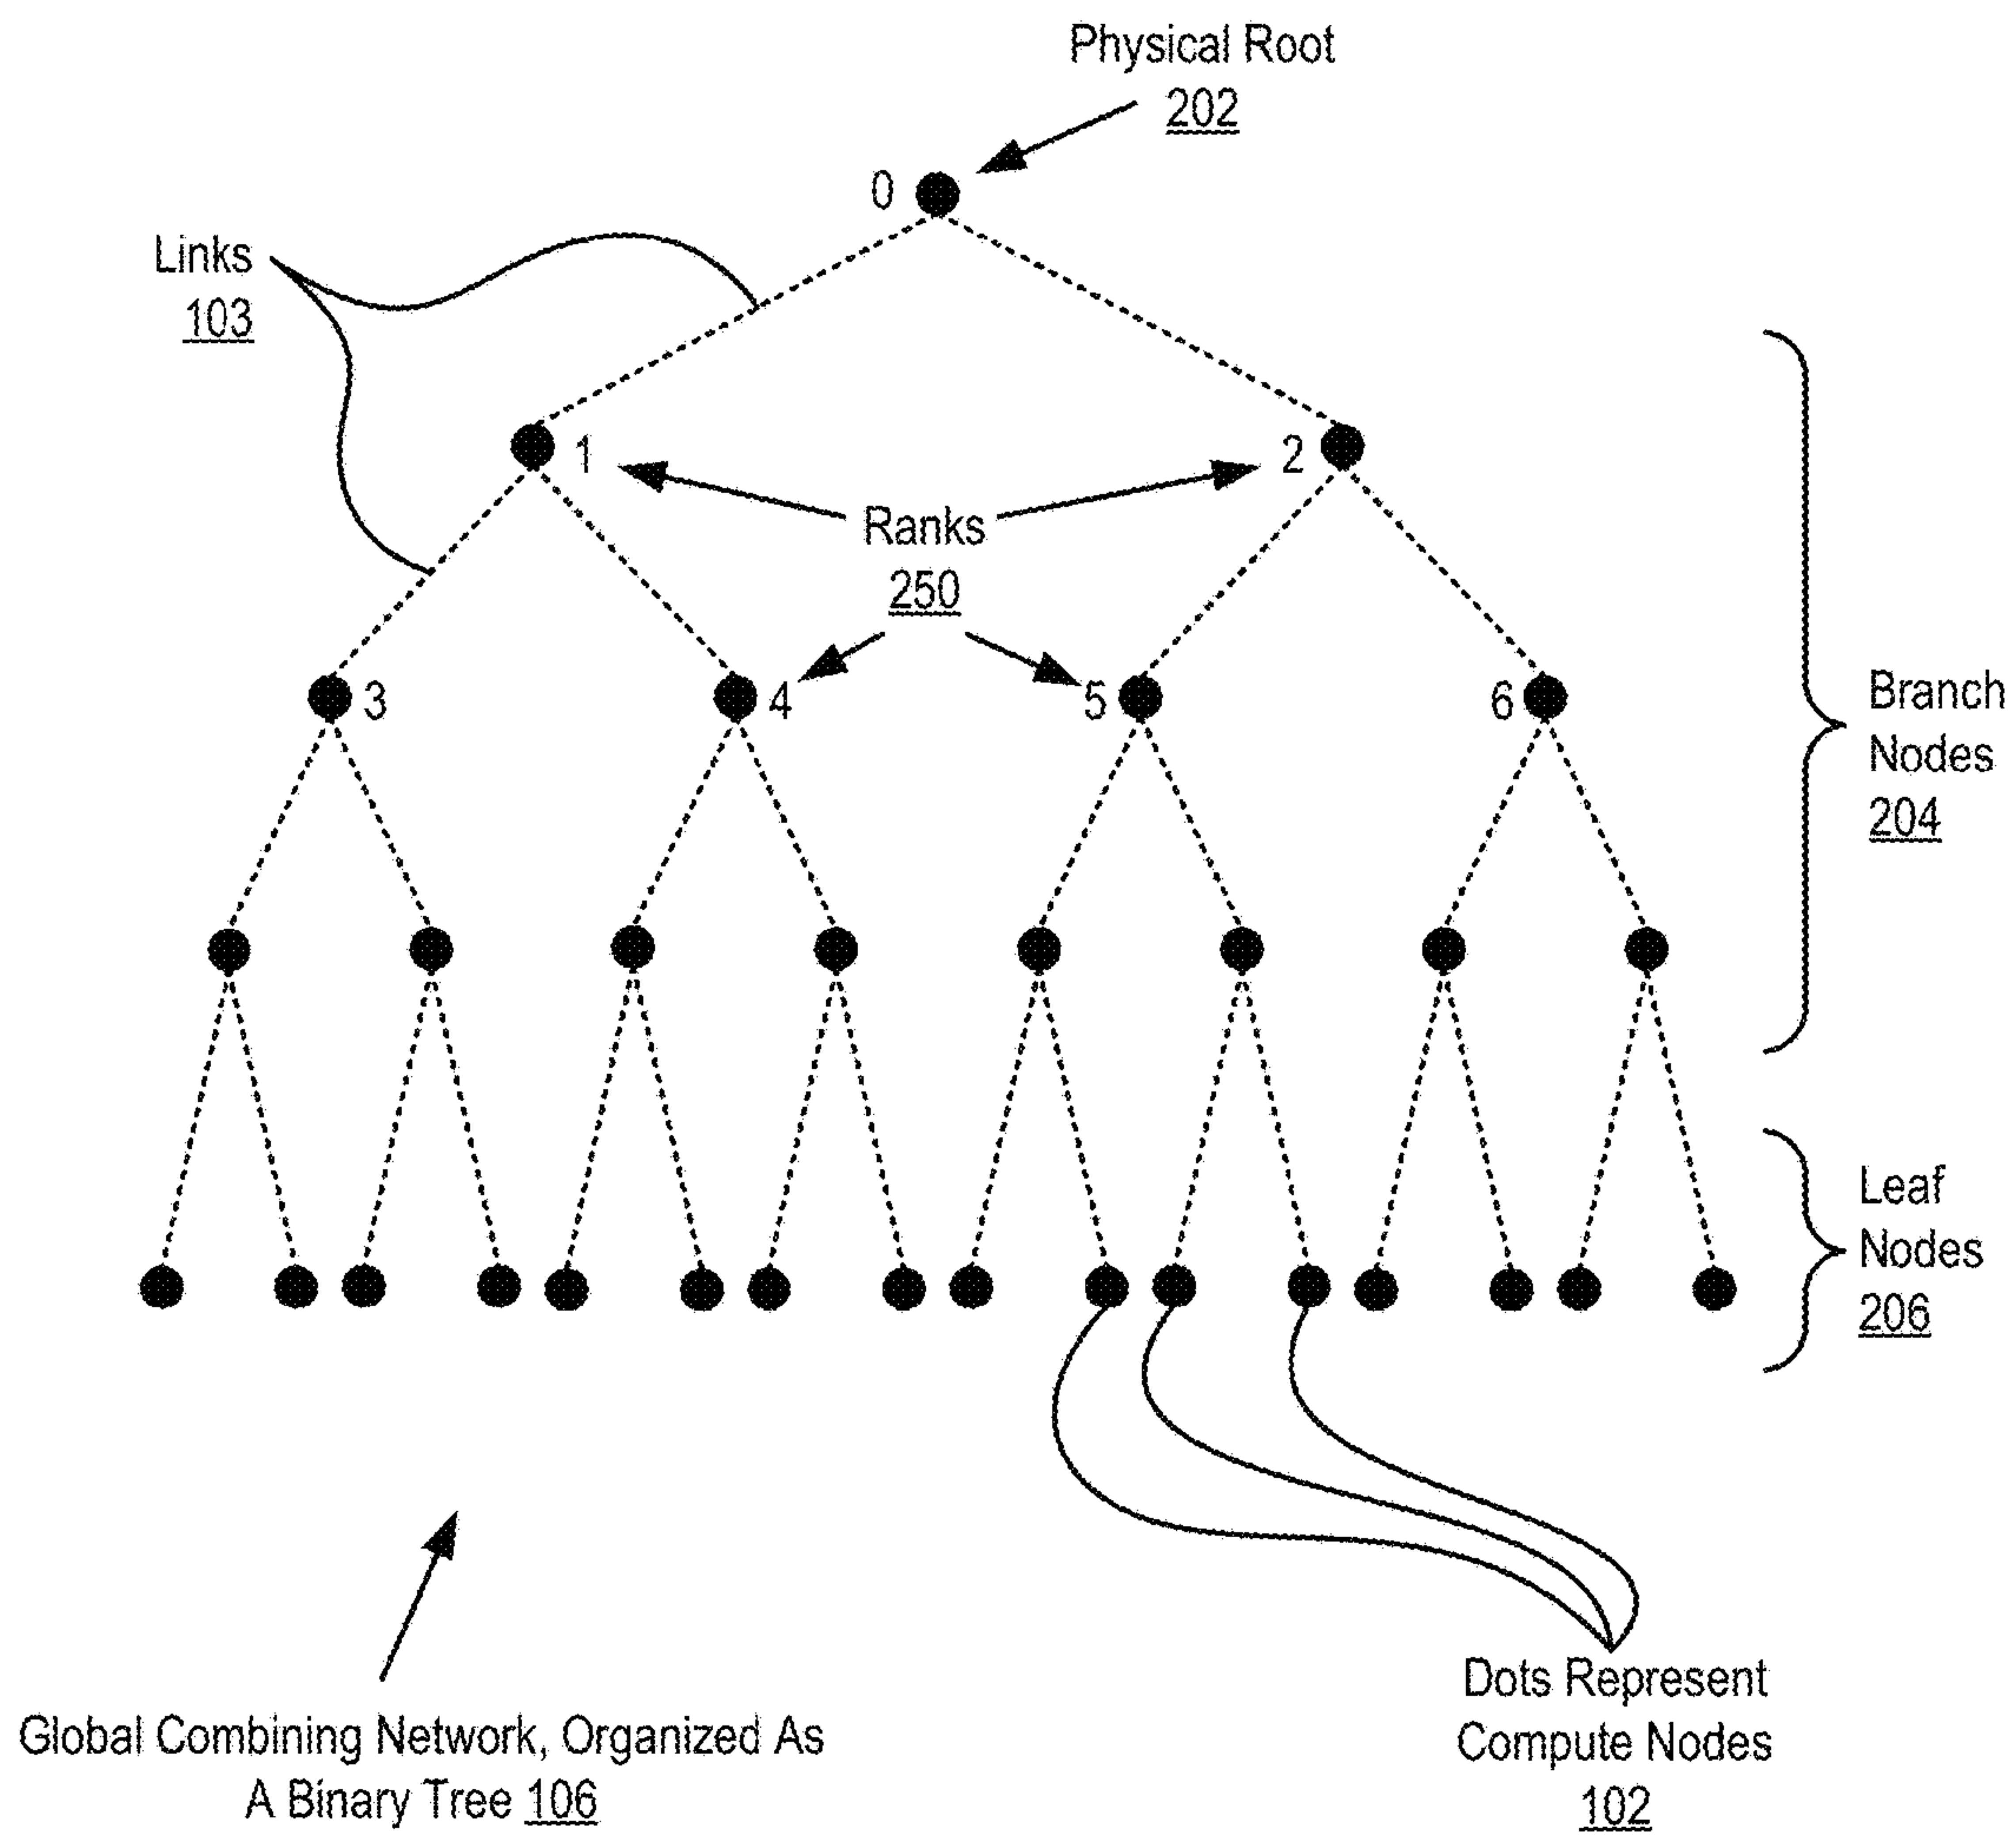 Physical Root
202
0
Links
103
1
2
Ranks
250
3
4
5
6
Branch
Nodes
204
Leaf
Nodes
206
Dots Represent
Compute Nodes
102
Global Combining Network, Organized As
A Binary Tree 106